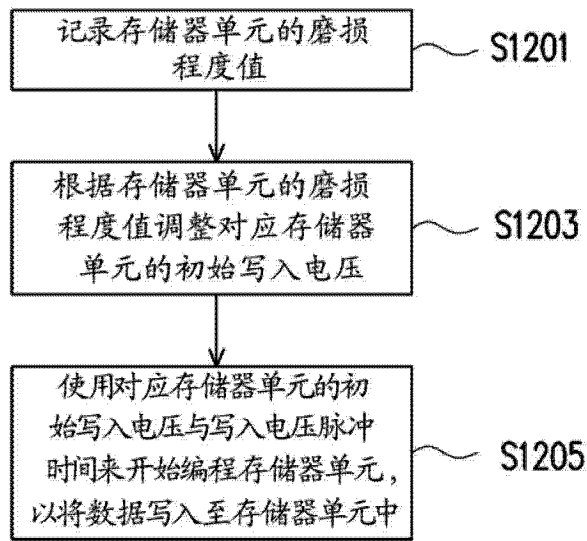 记录存储器单元的磨损
程度值
S1201
根据存储器单元的磨损
程度值调整对应存储器
单元的初始写入电压
S1203
使用对应存储器单元的初
始写入电压与写入电压脉冲
时间来开始编程存储器单元，
以将数据写入至存储器单元中
S1205